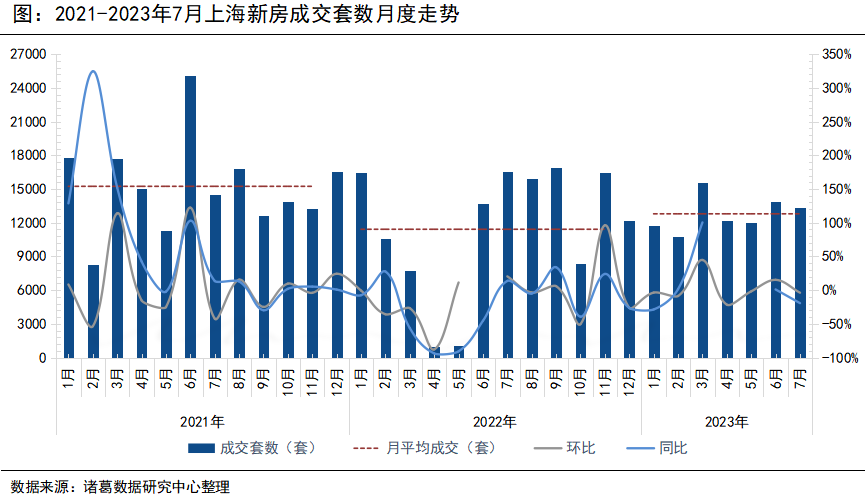 图：2021-2023年7月上海新房成交套数月度走势
27000 350%
24000 300%
21000 250%
18000 200%
15000 150%
12000 100%
9000 50%
6000 0%
3000 -50%
0 -100%
1月 2月 3月 4月 5月 6月 7月 8月 9月 10月 11月 12月 1月 2月 3月 4月 5月 6月 7月 8月 9月 10月 11月 12月 1月 2月 3月 4月 5月 6月 7月
2021年 2022年 2023年
成交套数（套） 月平均成交（套） 环比 同比
数据来源：诸葛数据研究中心整理